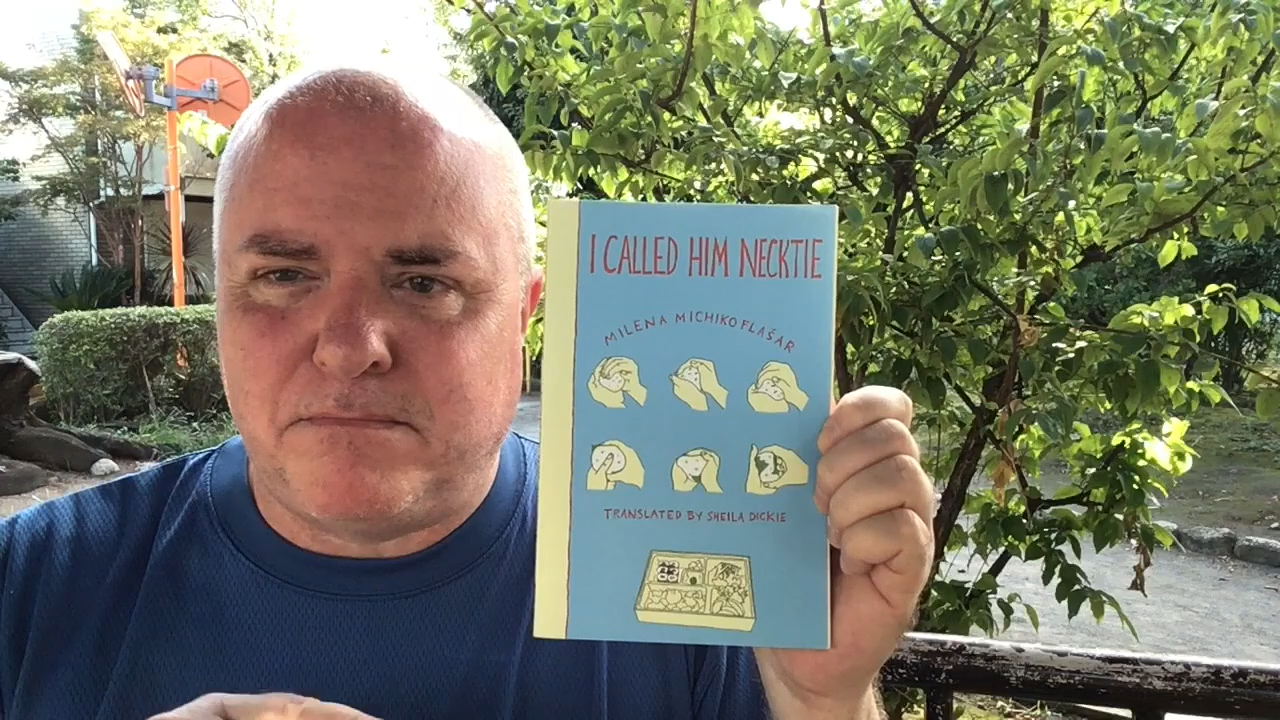 I CALLED HIM NECKTIE
MILENA MICHIKO FLAŠAR
TRANSLATED BY SHEILA DICKIE